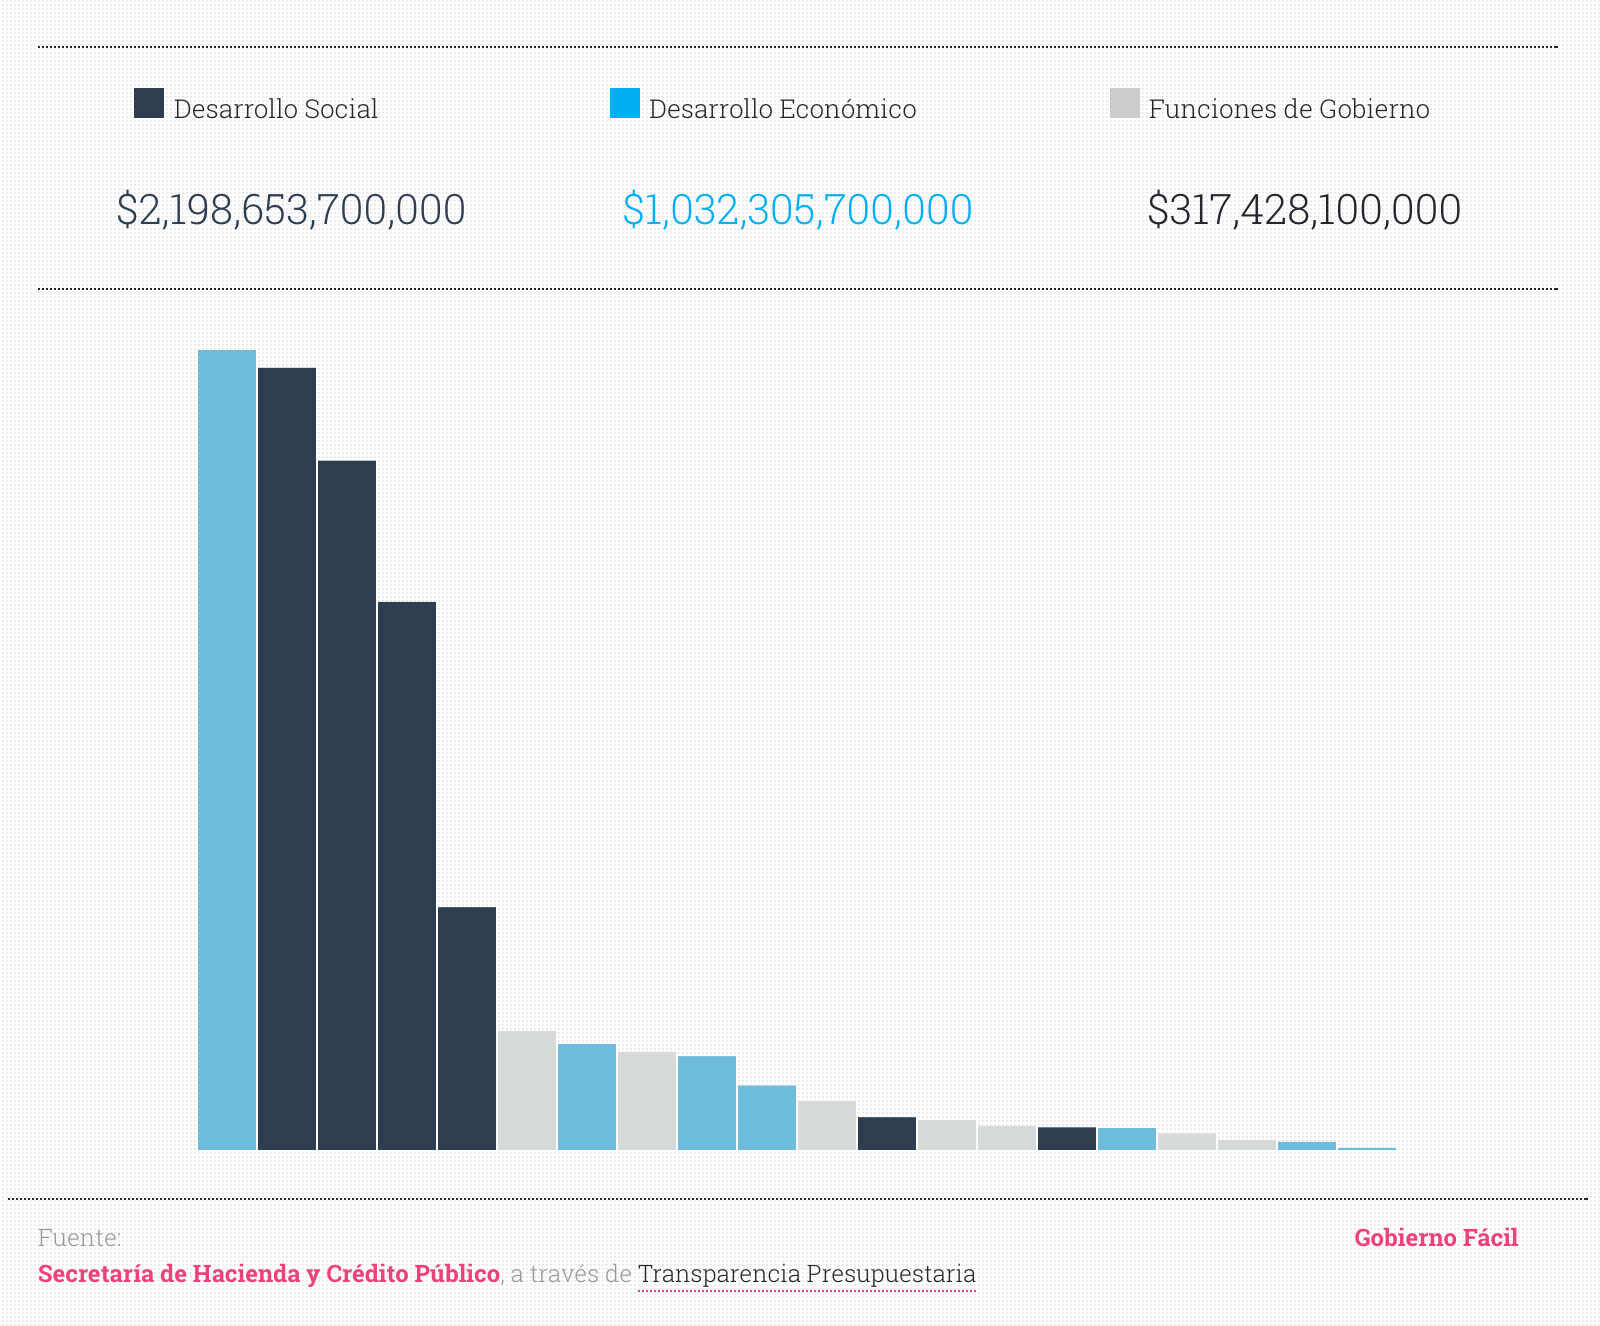 Desarrollo Social
Desarrollo Económico
Funciones de Gobierno
$2,198,653,700,000
$1,032,305,700,000
$317,428,100,000
Fuente:
Gobierno Fácil
Secretaría de Hacienda y Crédito Público, a través de Transparencia Presupuestaria